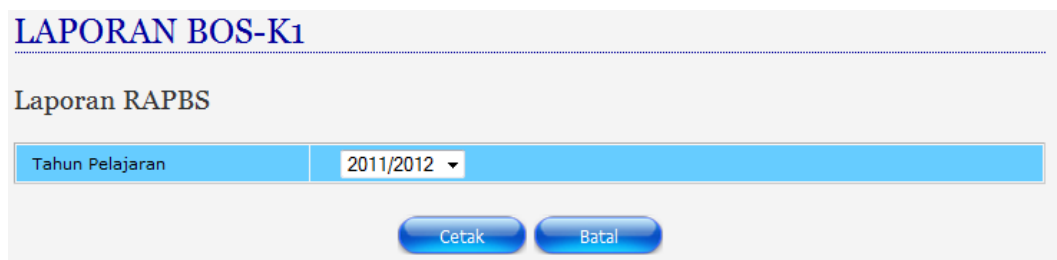 LAPORAN BOS-K1
Laporan RAPBS
Tahun Pelajaran 2011/2012
Cetak Batal